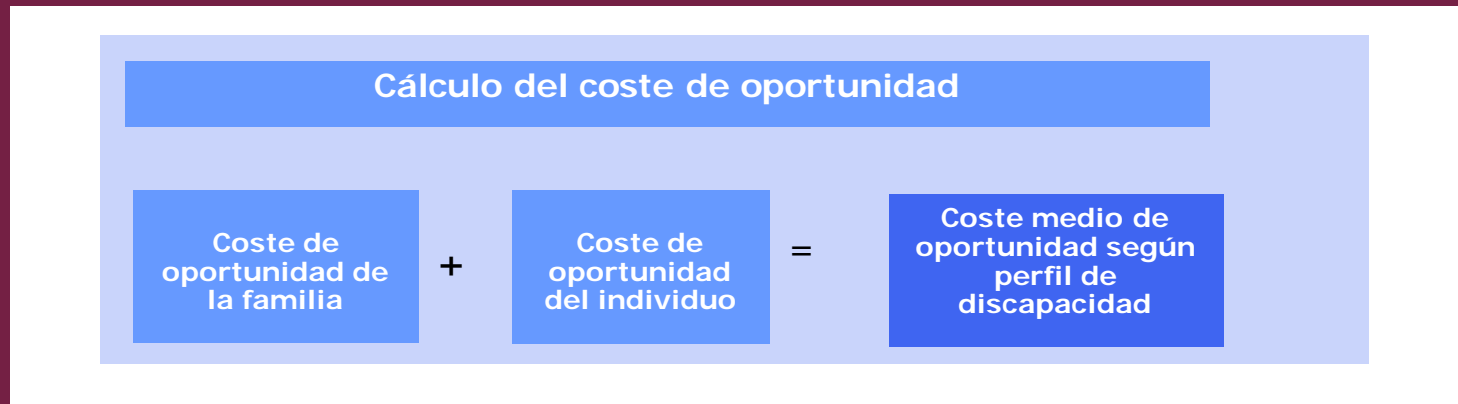 Cálculo del coste de oportunidad
Coste de
oportunidad de
la familia
+
Coste de
oportunidad
del individuo
=
Coste medio de
oportunidad según
perfil de
discapacidad